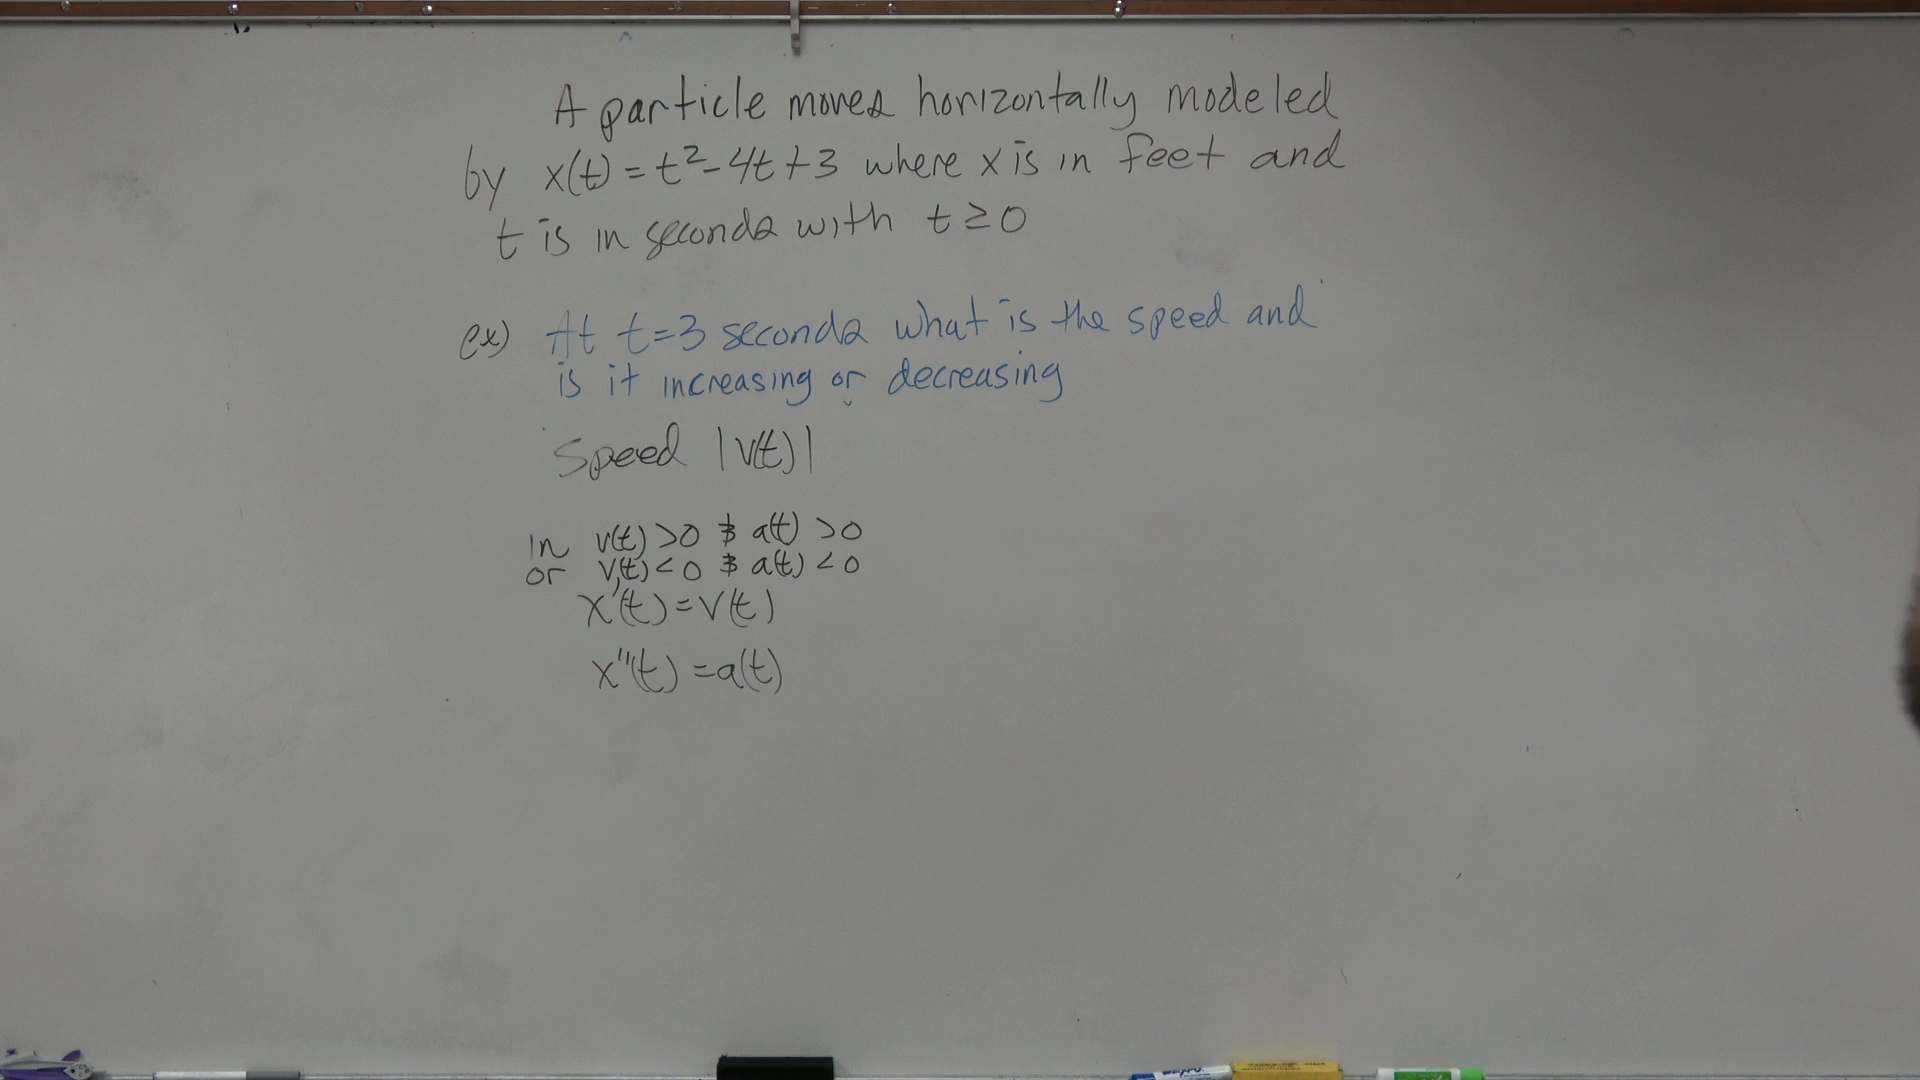 A particle moves horizontally modeled
by x(t) = t²-4t+3 where x is in feet and
t is in seconds with t ≥ 0
ex) At t=3 seconds what is the speed and
is it increasing or decreasing
Speed |v(t)|
in v(t) >0 & a(t) >0
or v(t) <0 & a(t) <0
x'(t) = v(t)
x"(t) = a(t)